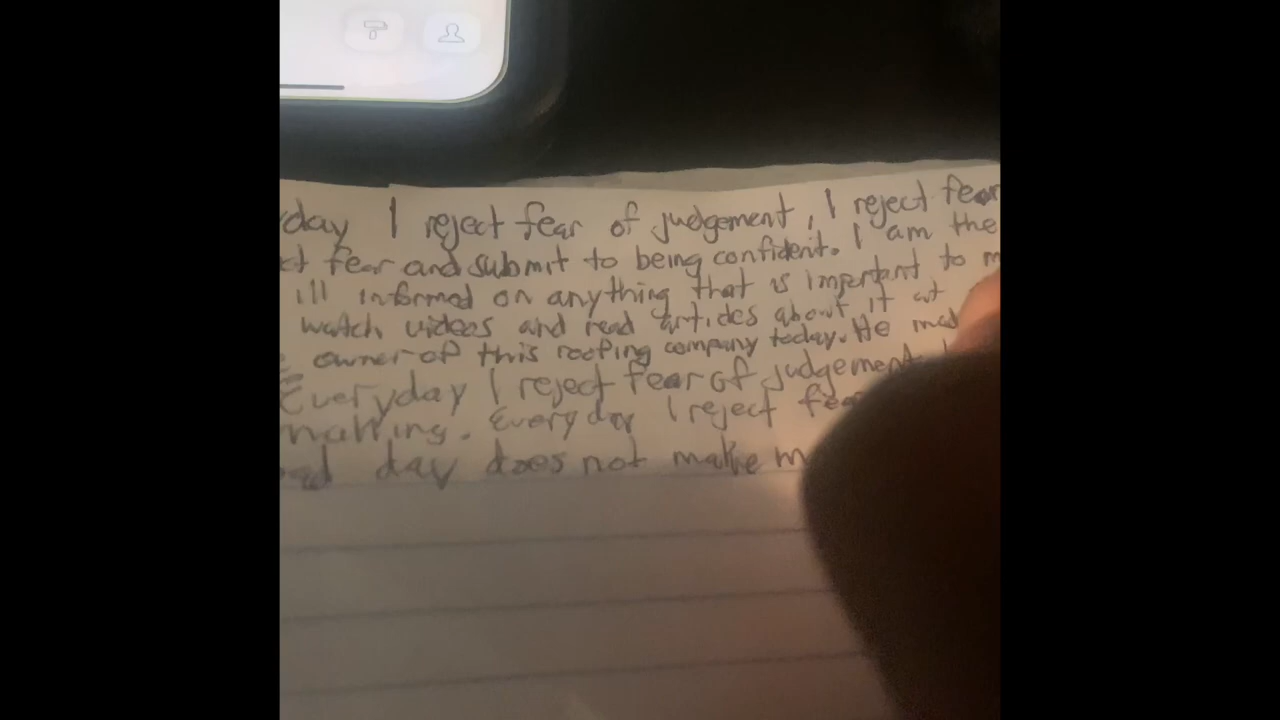 day I reject fear of judgement, I reject fear
fear and submit to being confident. I am the
ill informed on anything that is important to
watch videos and read articles about it at
owner of this roofing company today. He
Everyday I reject fear of judgement
Everyday I reject
day does not make